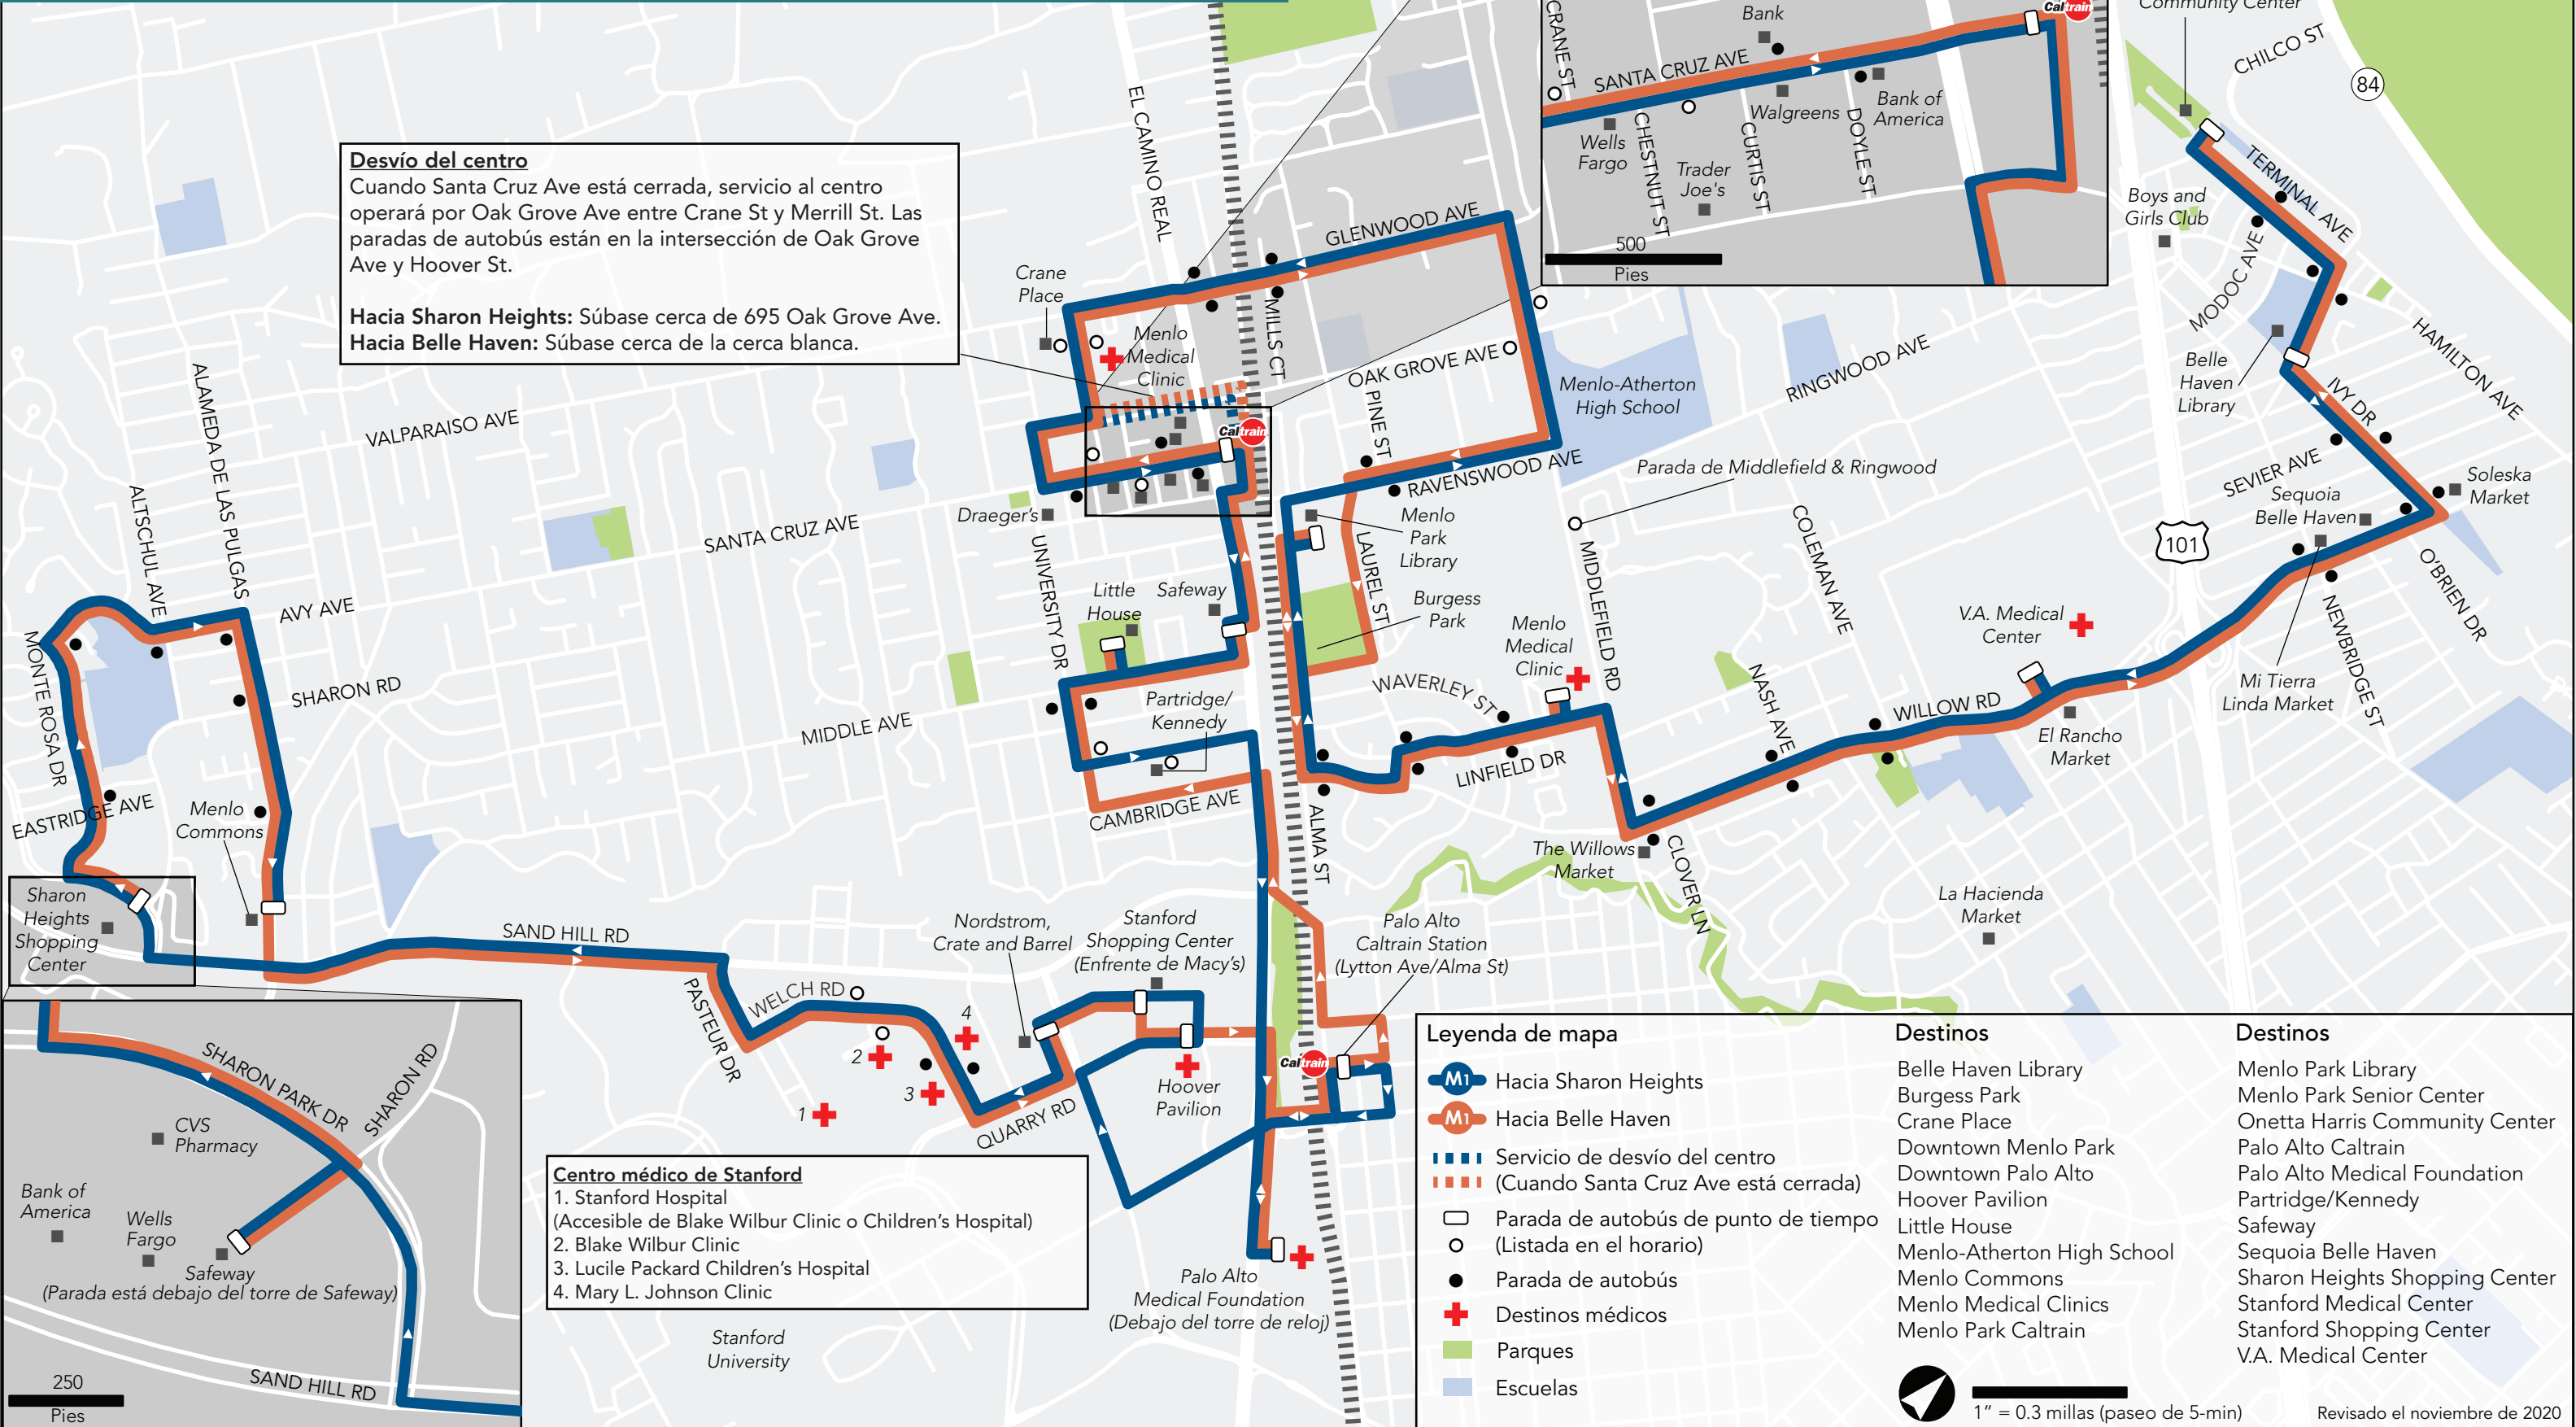 Desvío del centro
Cuando Santa Cruz Ave está cerrada, servicio al centro
operará por Oak Grove Ave entre Crane St y Merrill St. Las
paradas de autobús están en la intersección de Oak Grove
Ave y Hoover St.
Hacia Sharon Heights: Súbase cerca de 695 Oak Grove Ave.
Hacia Belle Haven: Súbase cerca de la cerca blanca.
EL CAMINO REAL
CRANE ST
Bank
Caltrain
SANTA CRUZ AVE
Wells
Fargo
CHESTNUT ST
Trader
Joe's
Walgreens
CURTIS ST
DOYLE ST
Bank of
America
500
Pies
Community Center
CHILCO ST
84
TERMINAL AVE
Boys and
Girls Club
MODOC AVE
HAMILTON AVE
Belle
Haven
Library
IVY DR
SEVIER AVE
Sequoia
Belle Haven
Soleska
Market
O'BRIEN DR
101
NEWBRIDGE ST
Mi Tierra
Linda Market
GLENWOOD AVE
Crane
Place
Menlo
Medical
Clinic
MILLS CT
OAK GROVE AVE
PINE ST
Menlo-Atherton
High School
RINGWOOD AVE
RAVENSWOOD AVE
Parada de Middlefield & Ringwood
Caltrain
Draeger's
ALAMEDA DE LAS PULGAS
VALPARAISO AVE
ALTSCHUL AVE
SANTA CRUZ AVE
UNIVERSITY DR
Menlo
Park
Library
LAUREL ST
MIDDLEFIELD RD
COLEMAN AVE
AVY AVE
Little
House
Safeway
Burgess
Park
Menlo
Medical
Clinic
V.A. Medical
Center
MONTE ROSA DR
SHARON RD
MIDDLE AVE
Partridge/
Kennedy
WAVERLEY ST
NASH AVE
WILLOW RD
El Rancho
Market
LINFIELD DR
EASTRIDGE AVE
Menlo
Commons
CAMBRIDGE AVE
ALMA ST
The Willows
Market
CLOVER LN
La Hacienda
Market
Sharon
Heights
Shopping
Center
SAND HILL RD
Nordstrom,
Crate and Barrel
Stanford
Shopping Center
(Enfrente de Macy's)
Palo Alto
Caltrain Station
(Lytton Ave/Alma St)
PASTEUR DR
WELCH RD
4
2
3
1
QUARRY RD
Hoover
Pavilion
Caltrain
SHARON PARK DR
SHARON RD
CVS
Pharmacy
Bank of
America
Wells
Fargo
Safeway
(Parada está debajo del torre de Safeway)
SAND HILL RD
250
Pies
Centro médico de Stanford
1. Stanford Hospital
(Accesible de Blake Wilbur Clinic o Children's Hospital)
2. Blake Wilbur Clinic
3. Lucile Packard Children's Hospital
4. Mary L. Johnson Clinic
Stanford
University
Palo Alto
Medical Foundation
(Debajo del torre de reloj)
Leyenda de mapa
M1 Hacia Sharon Heights
M1 Hacia Belle Haven
Servicio de desvío del centro
(Cuando Santa Cruz Ave está cerrada)
Parada de autobús de punto de tiempo
(Listada en el horario)
Parada de autobús
Destinos médicos
Parques
Escuelas
Destinos
Belle Haven Library
Burgess Park
Crane Place
Downtown Menlo Park
Downtown Palo Alto
Hoover Pavilion
Little House
Menlo-Atherton High School
Menlo Commons
Menlo Medical Clinics
Menlo Park Caltrain
Destinos
Menlo Park Library
Menlo Park Senior Center
Onetta Harris Community Center
Palo Alto Caltrain
Palo Alto Medical Foundation
Partridge/Kennedy
Safeway
Sequoia Belle Haven
Sharon Heights Shopping Center
Stanford Medical Center
Stanford Shopping Center
V.A. Medical Center
1” = 0.3 millas (paseo de 5-min)
Revisado el noviembre de 2020